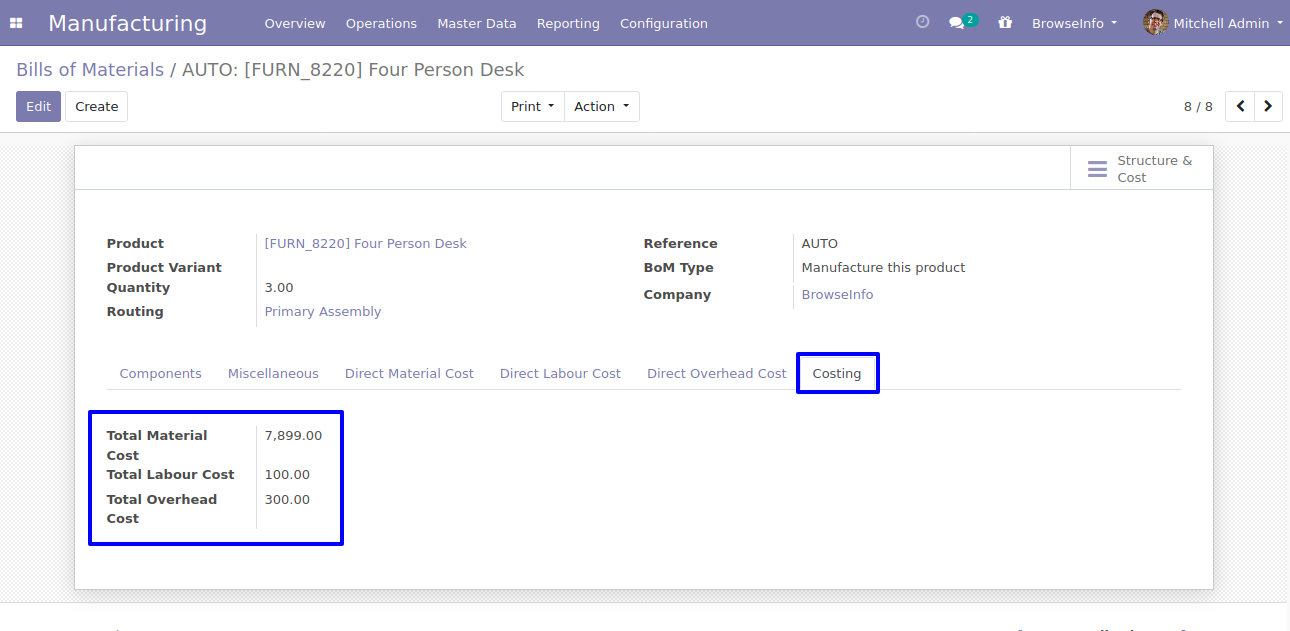 Manufacturing Overview Operations Master Data Reporting Configuration 2 BrowseInfo Mitchell Admin
Bills of Materials / AUTO: [FURN_8220] Four Person Desk
Edit Create Print Action 8 / 8
Structure &
Cost
Product [FURN_8220] Four Person Desk Reference AUTO
Product Variant BoM Type Manufacture this product
Quantity 3.00 Company BrowseInfo
Routing Primary Assembly
Components Miscellaneous Direct Material Cost Direct Labour Cost Direct Overhead Cost Costing
Total Material 7,899.00
Cost
Total Labour Cost 100.00
Total Overhead 300.00
Cost